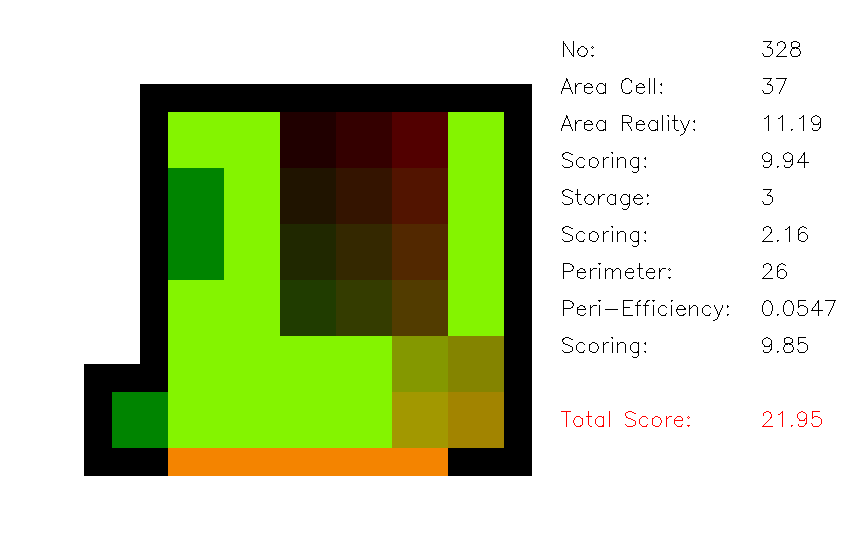 No: 328
Area Cell: 37
Area Reality: 11.19
Scoring: 9.94
Storage: 3
Scoring: 2.16
Perimeter: 26
Peri-Efficiency: 0.0547
Scoring: 9.85
Total Score: 21.95